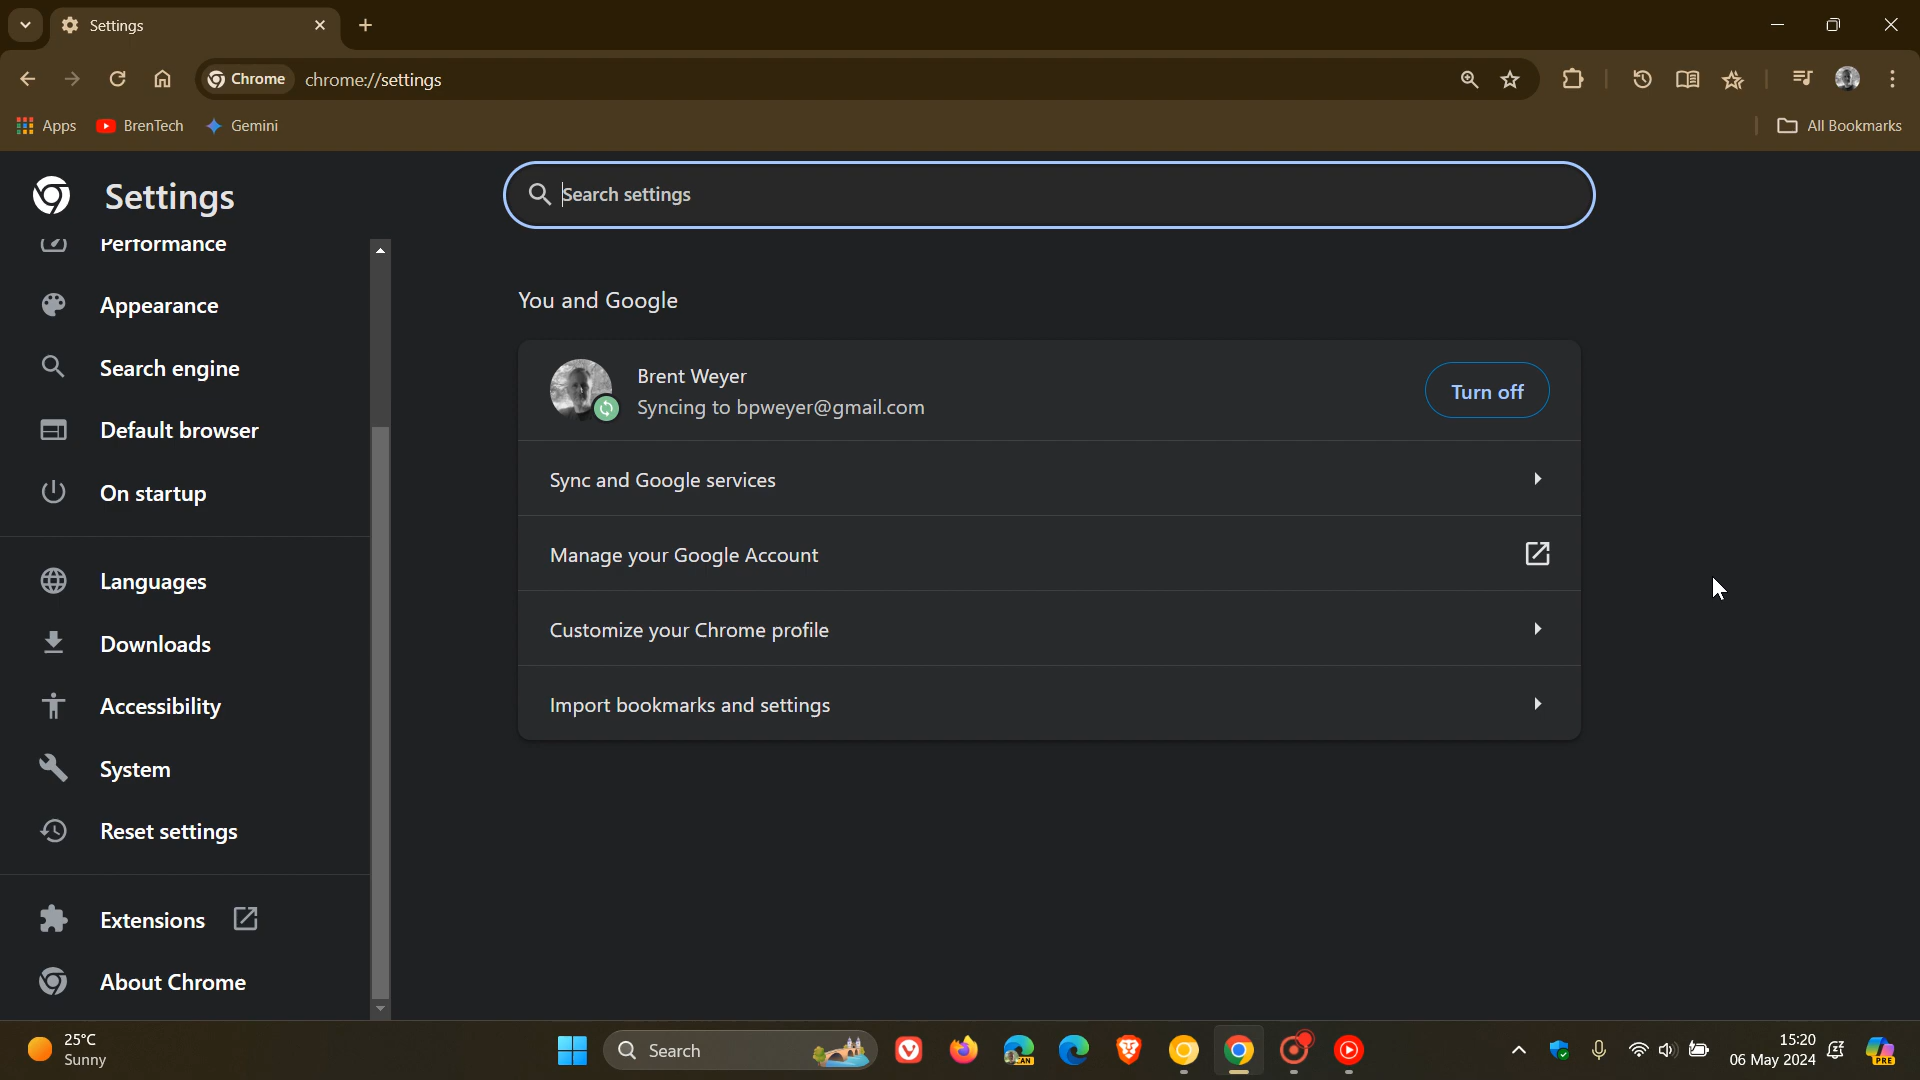 Settings
Chrome
chrome://settings
Apps
BrenTech
Gemini
All Bookmarks
Settings
Search settings
Performance
Appearance
Search engine
Default browser
On startup
Languages
Downloads
Accessibility
System
Reset settings
Extensions
About Chrome
You and Google
Brent Weyer
Syncing to bpweyer@gmail.com
Turn off
Sync and Google services
Manage your Google Account
Customize your Chrome profile
Import bookmarks and settings
25°C
Sunny
Search
CAN
15:20
06 May 2024
PRE